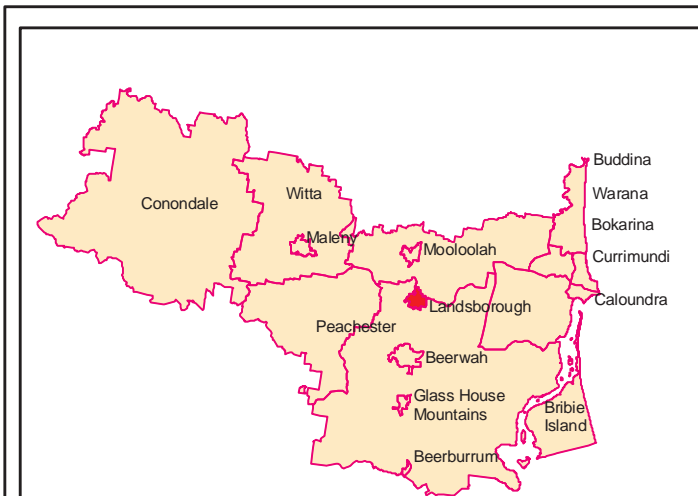 Buddina
Warana
Bokarina
Currimundi
Caloundra
Conondale
Witta
Maleny
Mooloolah
Landsborough
Peachester
Beerwah
Glass House
Mountains
Bribie
Island
Beerburrum